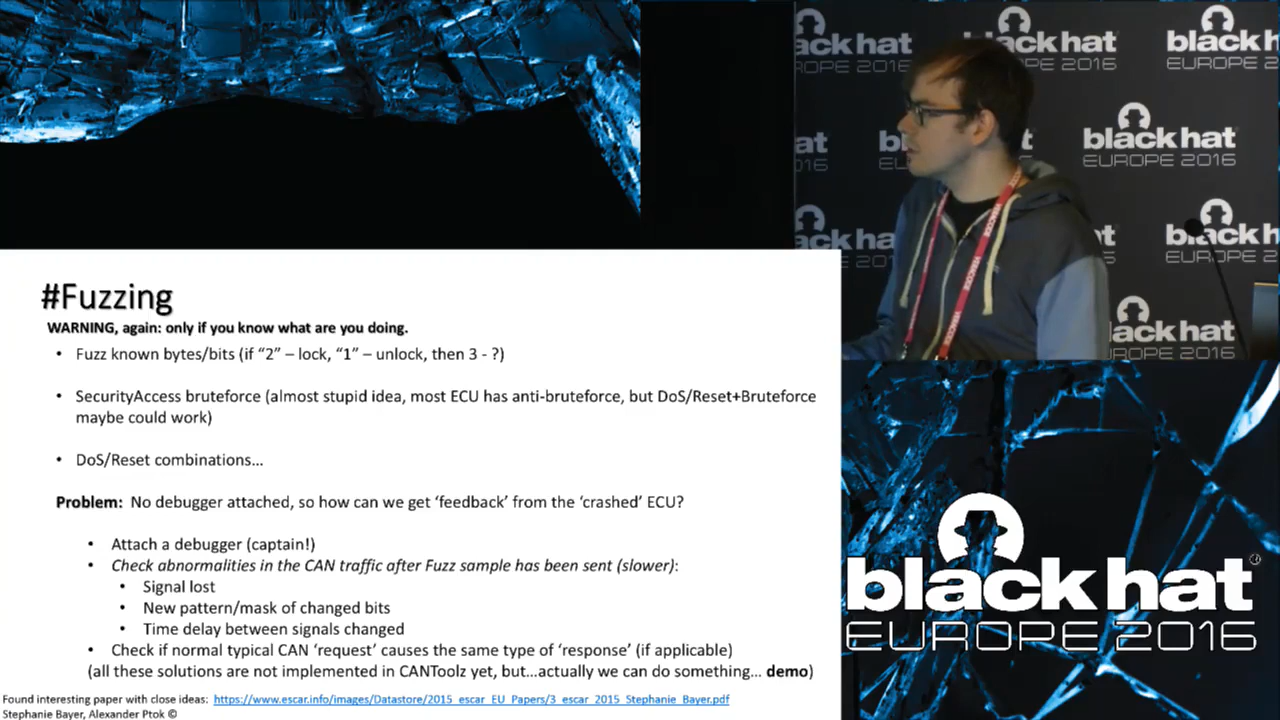 black hat
EUROPE 2016
#Fuzzing
WARNING, again: only if you know what are you doing.
• Fuzz known bytes/bits (if “2” – lock, “1” – unlock, then 3 - ?)
• SecurityAccess bruteforce (almost stupid idea, most ECU has anti-bruteforce, but DoS/Reset+Bruteforce
maybe could work)
• DoS/Reset combinations…
Problem: No debugger attached, so how can we get ‘feedback’ from the ‘crashed’ ECU?
• Attach a debugger (captain!)
• Check abnormalities in the CAN traffic after Fuzz sample has been sent (slower):
• Signal lost
• New pattern/mask of changed bits
• Time delay between signals changed
• Check if normal typical CAN ‘request’ causes the same type of ‘response’ (if applicable)
(all these solutions are not implemented in CANToolz yet, but…actually we can do something… demo)
Found interesting paper with close ideas: https://www.escar.info/images/Datastore/2015_escar_EU_Papers/3_escar_2015_Stephanie_Bayer.pdf
Stephanie Bayer, Alexander Ptok ©
VERACODE
black hat®
EUROPE 2016